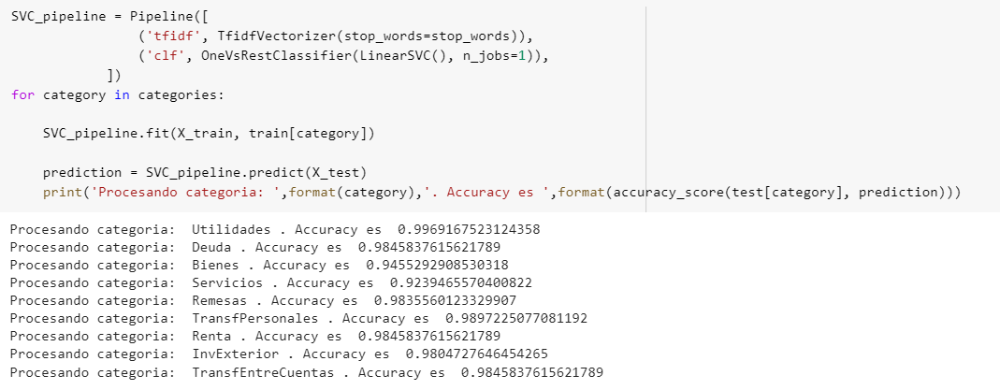 SVC_pipeline = Pipeline([
('tfidf', TfidfVectorizer(stop_words=stop_words)),
('clf', OneVsRestClassifier(LinearSVC(), n_jobs=1)),
])
for category in categories:
SVC_pipeline.fit(X_train, train[category])
prediction = SVC_pipeline.predict(X_test)
print('Procesando categoria: ',format(category),'. Accuracy es ',format(accuracy_score(test[category], prediction)))
Procesando categoria:  Utilidades . Accuracy es  0.9969167523124358
Procesando categoria:  Deuda . Accuracy es  0.9845837615621789
Procesando categoria:  Bienes . Accuracy es  0.9455292908530318
Procesando categoria:  Servicios . Accuracy es  0.9239465570400822
Procesando categoria:  Remesas . Accuracy es  0.9835560123329907
Procesando categoria:  TransfPersonales . Accuracy es  0.9897225077081192
Procesando categoria:  Renta . Accuracy es  0.9845837615621789
Procesando categoria:  InvExterior . Accuracy es  0.9804727646454265
Procesando categoria:  TransfEntreCuentas . Accuracy es  0.9845837615621789